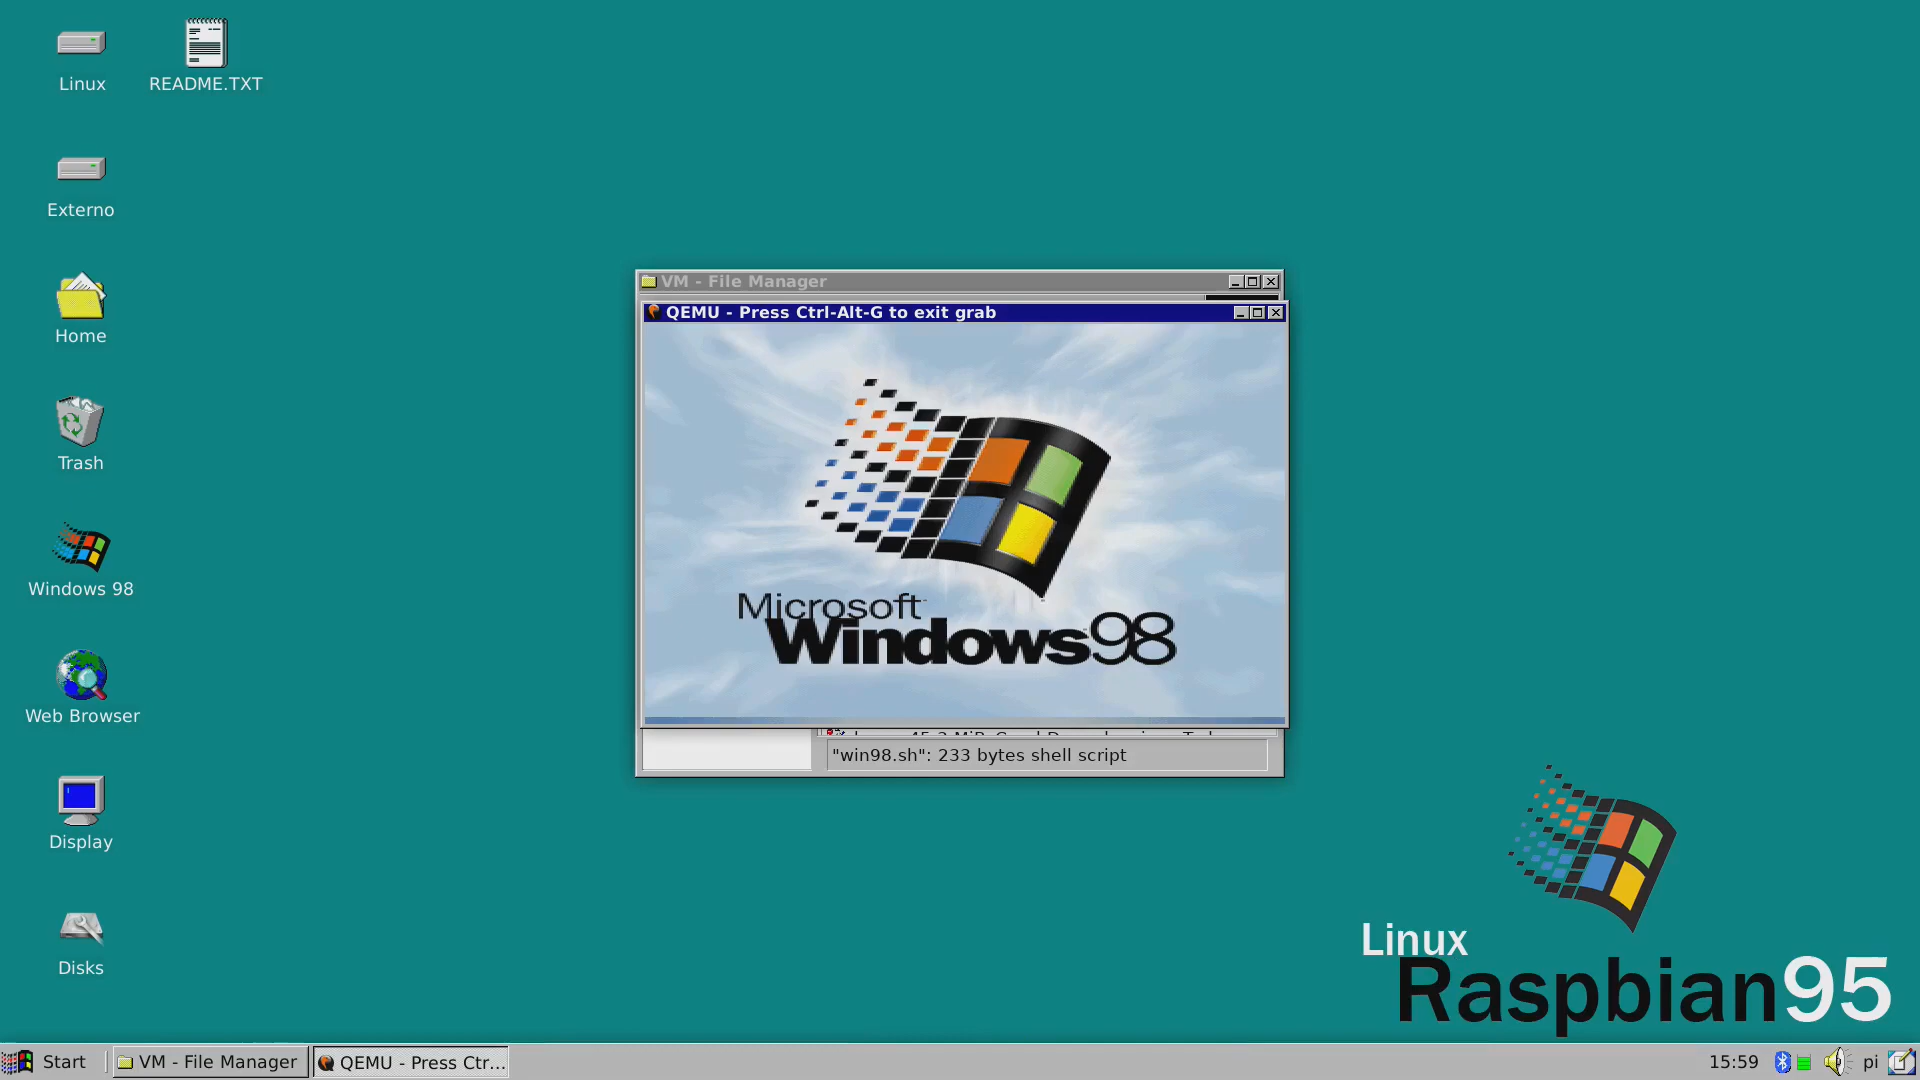 Linux
README.TXT
Externo
Home
Trash
Windows 98
Web Browser
Display
Disks
VM - File Manager
QEMU - Press Ctrl-Alt-G to exit grab
Microsoft
Windows98
"win98.sh": 233 bytes shell script
Linux
Raspbian95
Start
VM - File Manager
QEMU - Press Ctr...
15:59
pi